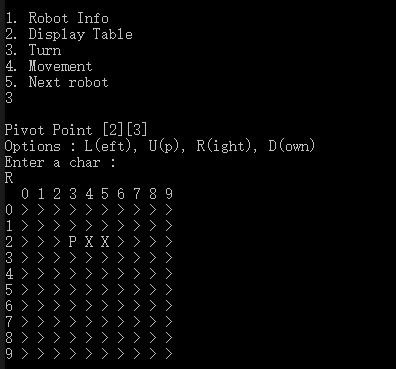 1. Robot Info
2. Display Table
3. Turn
4. Movement
5. Next robot
3
Pivot Point [2][3]
Options : L(eft), U(p), R(ight), D(own)
Enter a char :
R
0 1 2 3 4 5 6 7 8 9
0 > > > > > > > > > >
1 > > > > > > > > > >
2 > > > P X X > > > >
3 > > > > > > > > > >
4 > > > > > > > > > >
5 > > > > > > > > > >
6 > > > > > > > > > >
7 > > > > > > > > > >
8 > > > > > > > > > >
9 > > > > > > > > > >